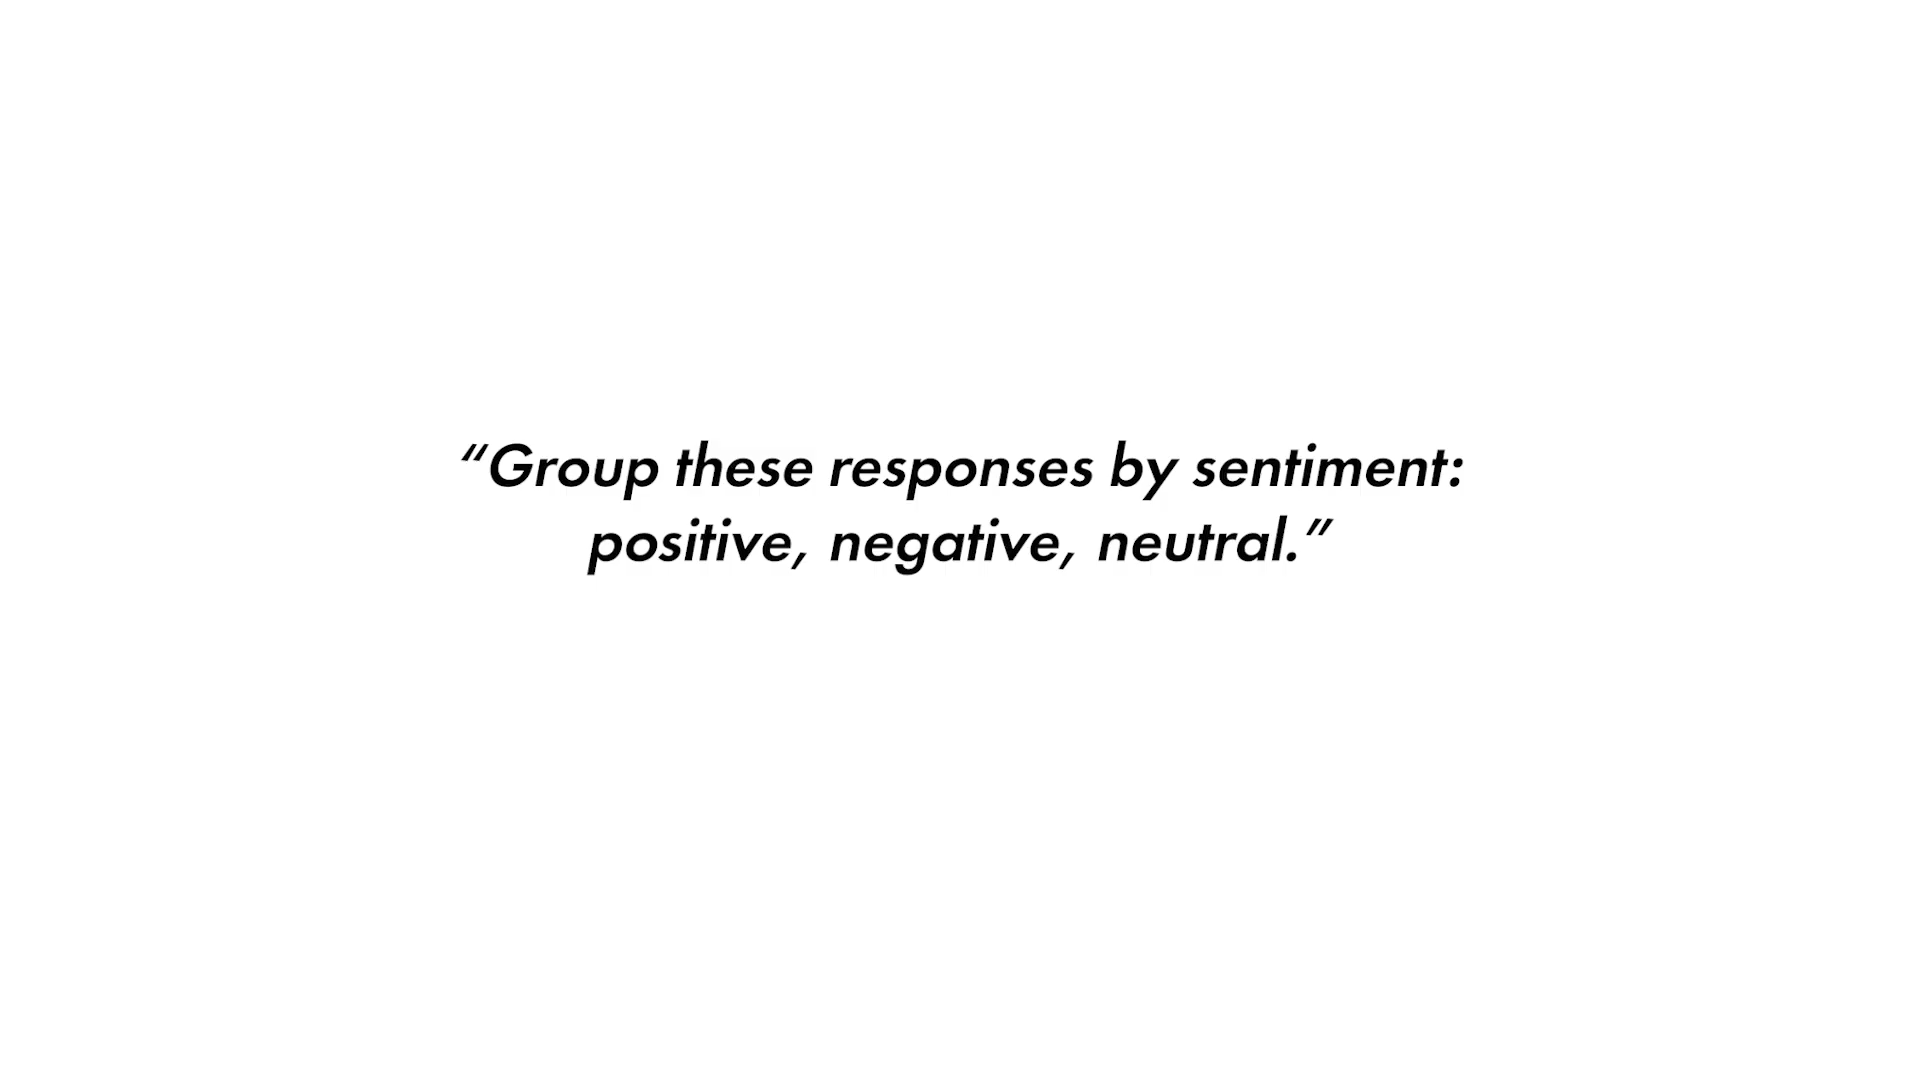 “Group these responses by sentiment:
positive, negative, neutral.”